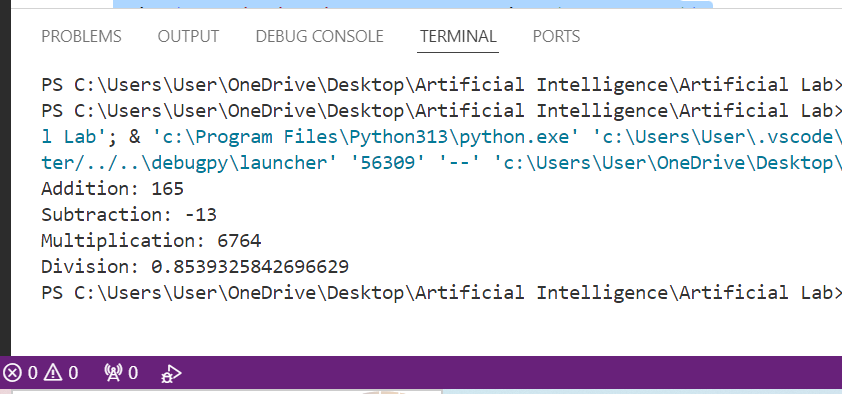 PROBLEMS OUTPUT DEBUG CONSOLE TERMINAL PORTS
PS C:\Users\User\OneDrive\Desktop\Artificial Intelligence\Artificial Lab>
PS C:\Users\User\OneDrive\Desktop\Artificial Intelligence\Artificial Lab>
l Lab'; & 'c:\Program Files\Python313\python.exe' 'c:\Users\User\.vscode\
ter/../..\debugpy\launcher' '56309' '--' 'c:\Users\User\OneDrive\Desktop\
Addition: 165
Subtraction: -13
Multiplication: 6764
Division: 0.8539325842696629
PS C:\Users\User\OneDrive\Desktop\Artificial Intelligence\Artificial Lab>
0 0 0